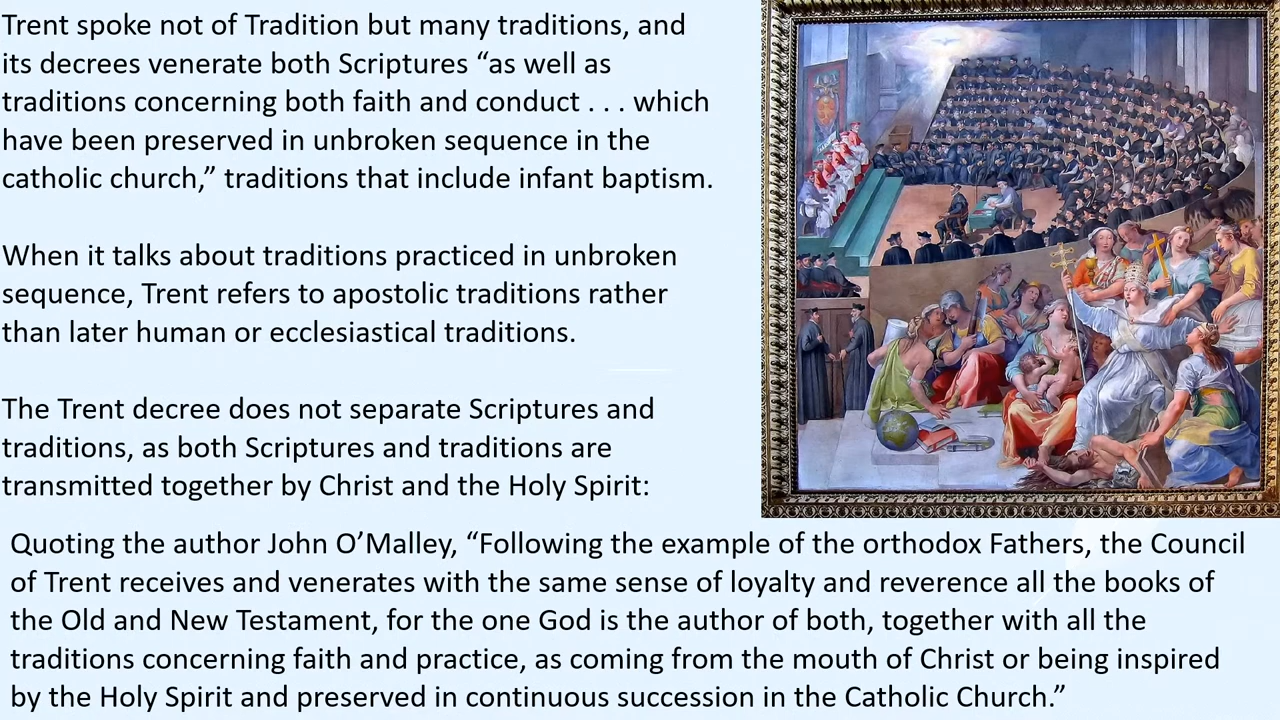 Trent spoke not of Tradition but many traditions, and
its decrees venerate both Scriptures “as well as
traditions concerning both faith and conduct . . . which
have been preserved in unbroken sequence in the
catholic church,” traditions that include infant baptism.
When it talks about traditions practiced in unbroken
sequence, Trent refers to apostolic traditions rather
than later human or ecclesiastical traditions.
The Trent decree does not separate Scriptures and
traditions, as both Scriptures and traditions are
transmitted together by Christ and the Holy Spirit:
Quoting the author John O’Malley, “Following the example of the orthodox Fathers, the Council
of Trent receives and venerates with the same sense of loyalty and reverence all the books of
the Old and New Testament, for the one God is the author of both, together with all the
traditions concerning faith and practice, as coming from the mouth of Christ or being inspired
by the Holy Spirit and preserved in continuous succession in the Catholic Church.”